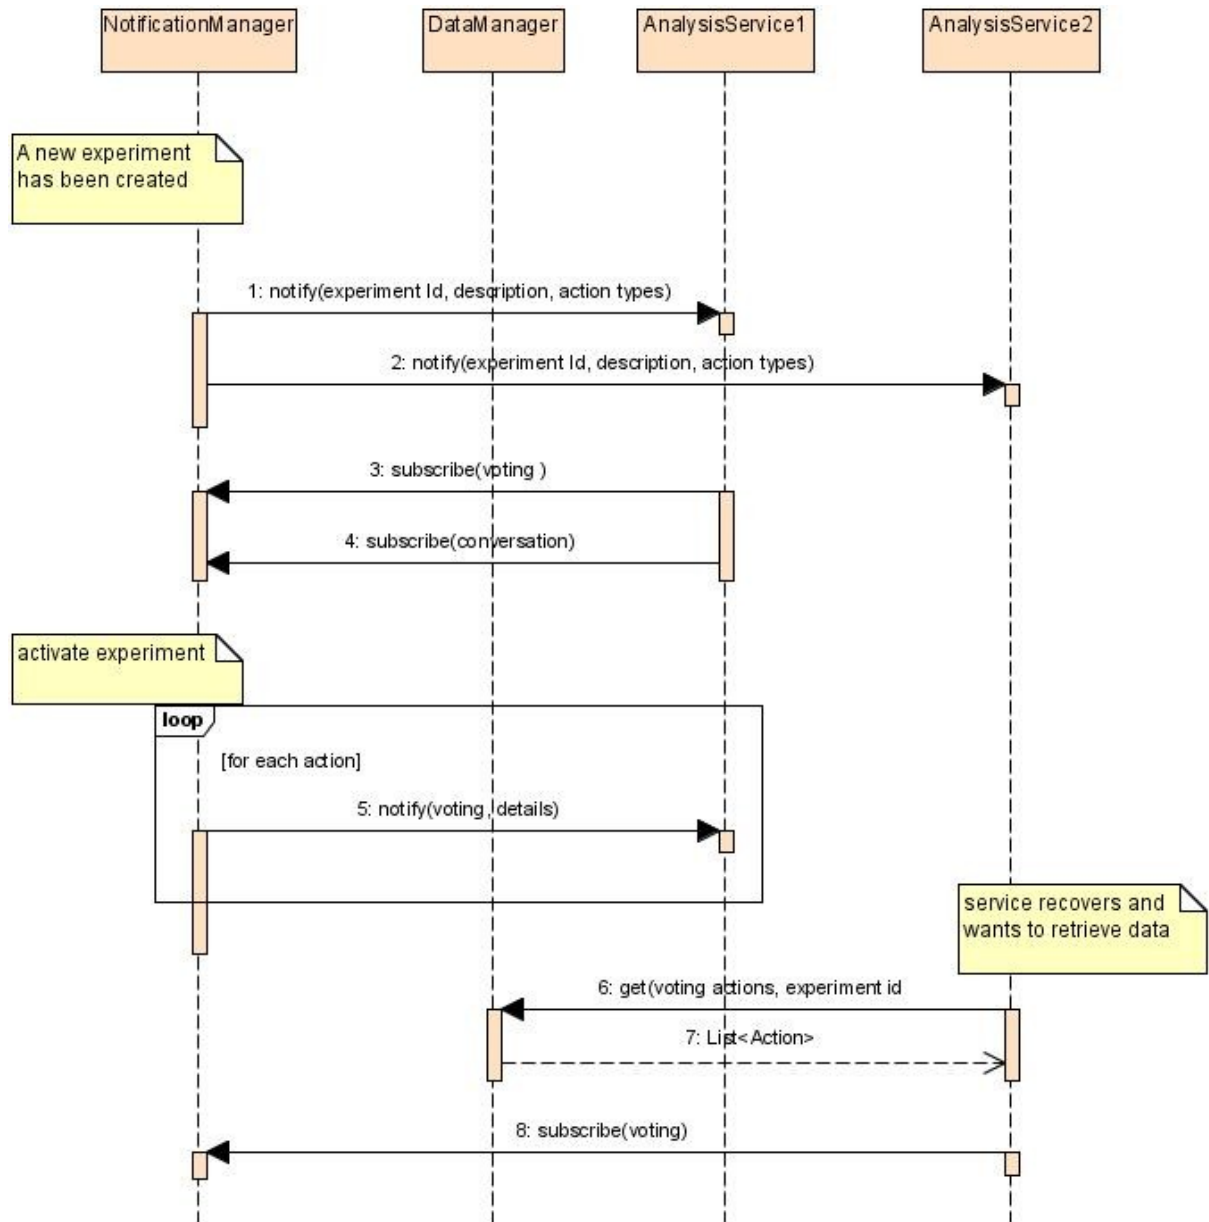 NotificationManager
DataManager
AnalysisService1
AnalysisService2
A new experiment
has been created
1: notify(experiment Id, description, action types)
2: notify(experiment Id, description, action types)
3: subscribe(voting )
4: subscribe(conversation)
activate experiment
loop
[for each action]
5: notify(voting, details)
service recovers and
wants to retrieve data
6: get(voting actions, experiment id
7: List<Action>
8: subscribe(voting)